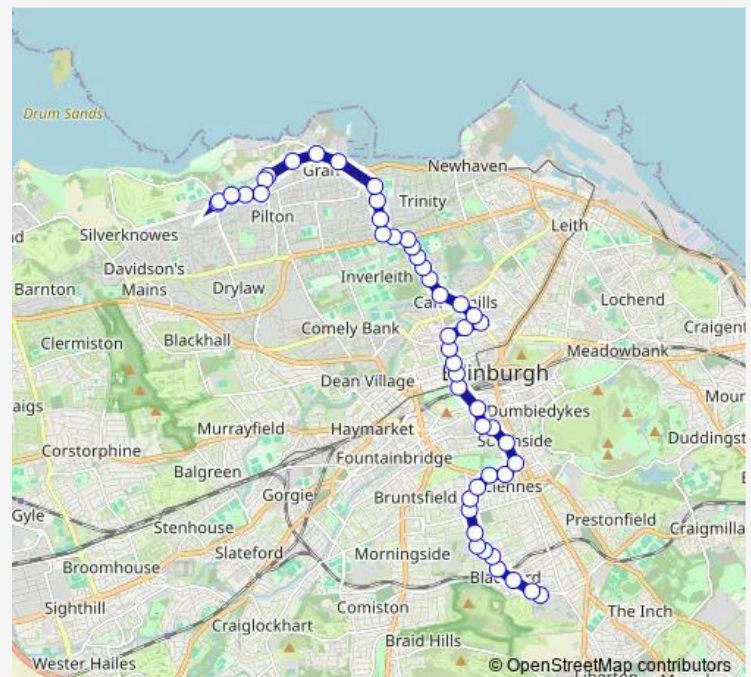 Drum Sands
Newhaven
Trinity
Pilton
Silverknowes
Leith
Davidson's
Mains
Inverleith
Barnton
Drylaw
Lochend
Craigent
Comely Bank
Clermiston
Blackhall
Meadowbank
Dean Village
aigs
Dumbiedykes
Mour
Murrayfield
Haymarket
Duddingst
Corstorphine
Fountainbridge
Balgreen
Gorgie
Bruntsfield
Gyle
Prestonfield
Stenhouse
Craigmilla
Slateford
Morningside
Broomhouse
Sighthill
Comiston
The Inch
Craiglockhart
Braid Hills
Wester Hailes
© OpenStreetMap contributors